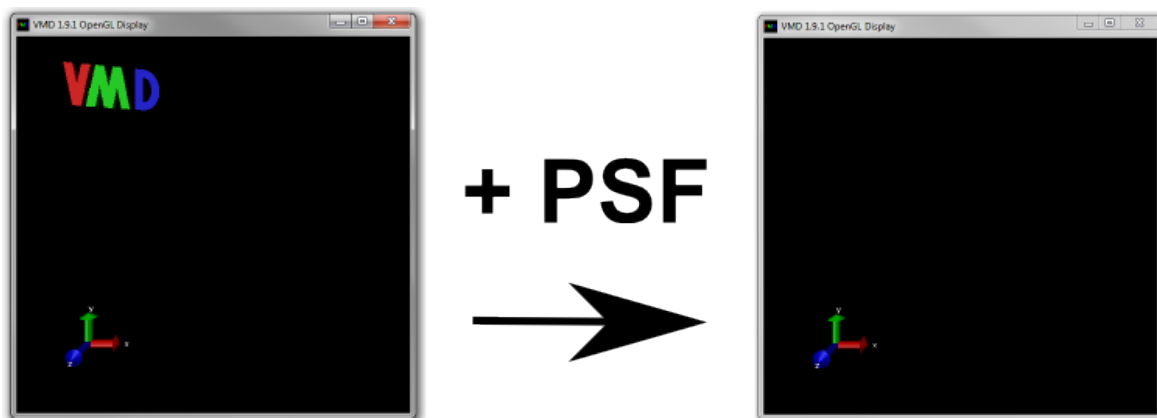 VMD 1.9.1 OpenGL Display
VMD
y
x
z
+ PSF
VMD 1.9.1 OpenGL Display
y
x
z